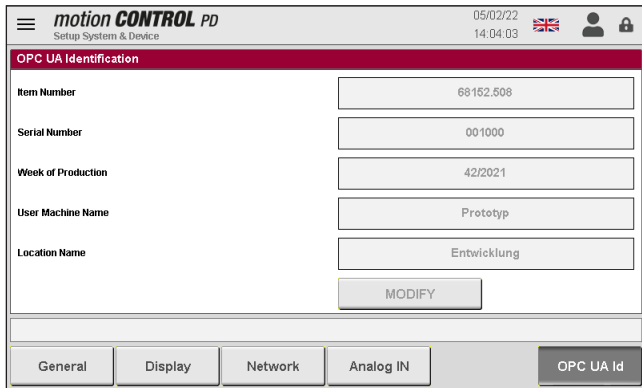 motion CONTROL PD
Setup System & Device
05/02/22
14:04:03
OPC UA Identification
Item Number
68152.508
Serial Number
001000
Week of Production
42/2021
User Machine Name
Prototyp
Location Name
Entwicklung
MODIFY
General
Display
Network
Analog IN
OPC UA Id